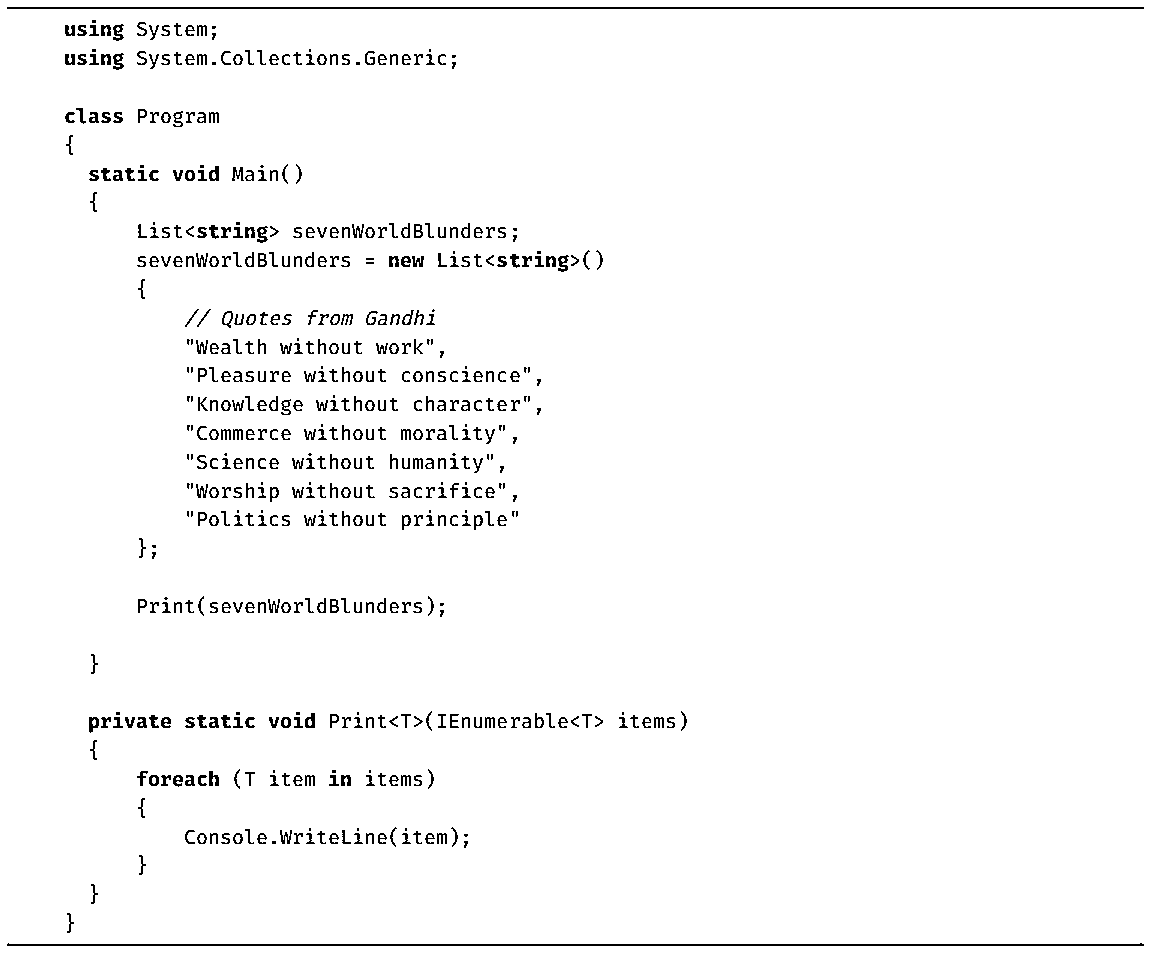 using System;
using System.Collections.Generic;

class Program
{
  static void Main()
  {
      List<string> sevenWorldBlunders;
      sevenWorldBlunders = new List<string>()
      {
          // Quotes from Gandhi
          "Wealth without work",
          "Pleasure without conscience",
          "Knowledge without character",
          "Commerce without morality",
          "Science without humanity",
          "Worship without sacrifice",
          "Politics without principle"
      };

      Print(sevenWorldBlunders);

  }

  private static void Print<T>(IEnumerable<T> items)
  {
      foreach (T item in items)
      {
          Console.WriteLine(item);
      }
  }
}